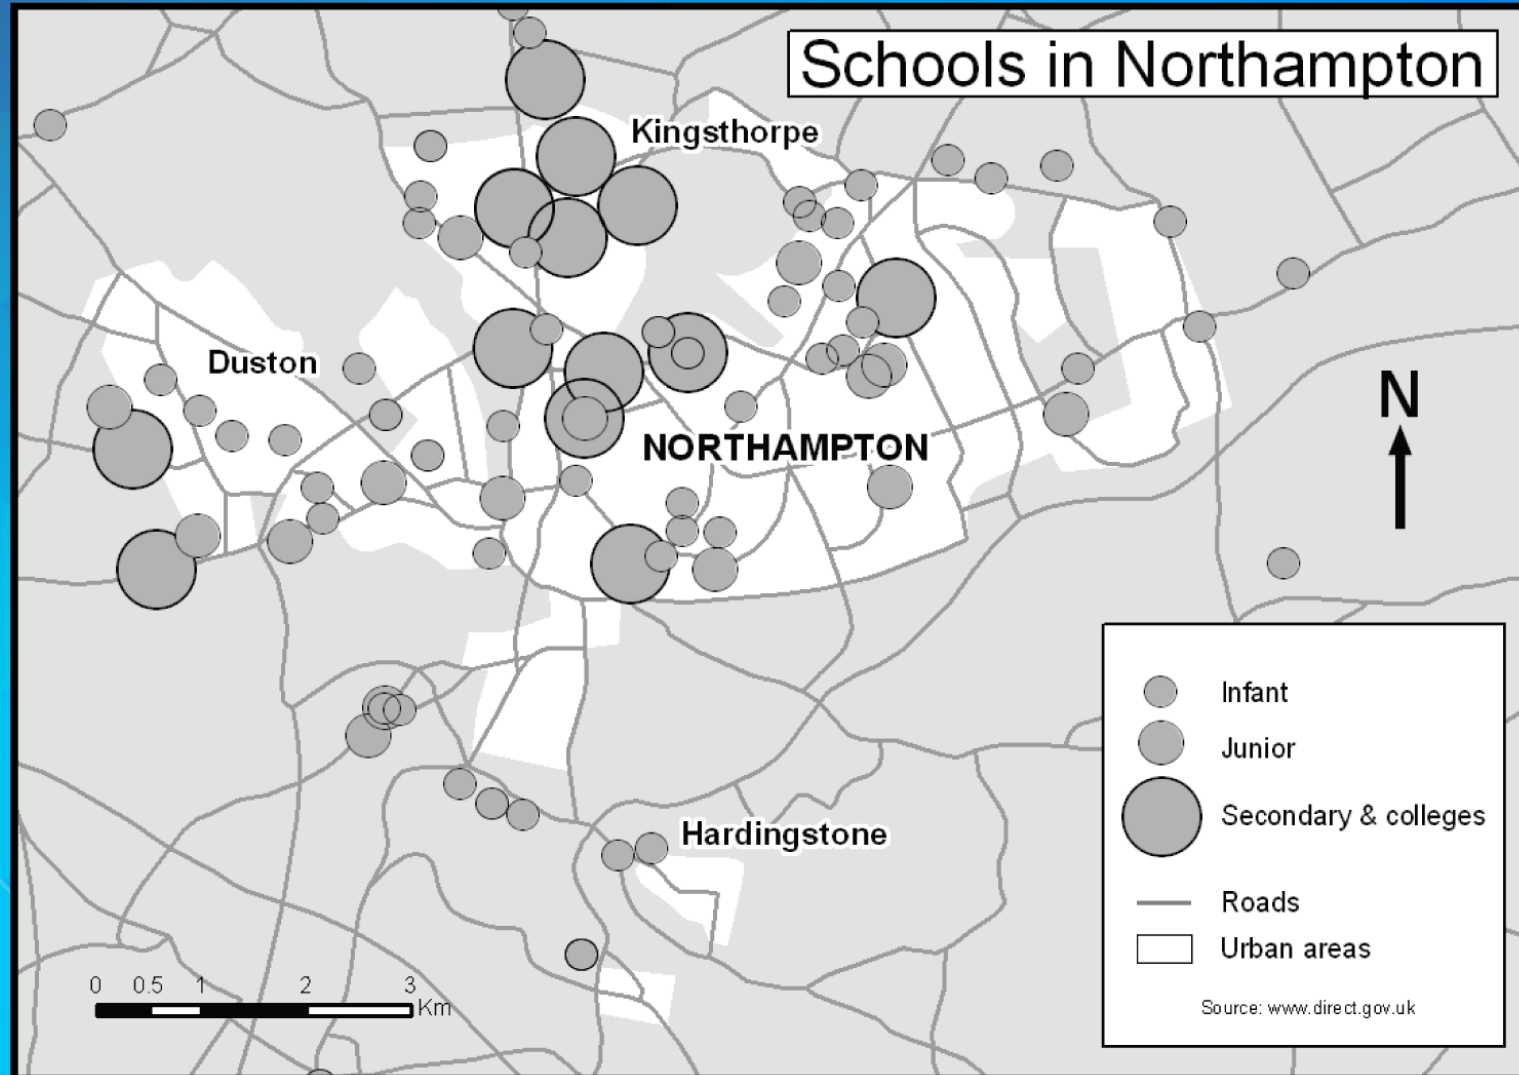 Schools in Northampton
Kingsthorpe
Duston
NORTHAMPTON
N
Hardingstone
Infant
Junior
Secondary & colleges
Roads
Urban areas
Source: www.direct.gov.uk
0 0.5 1 2 3
Km